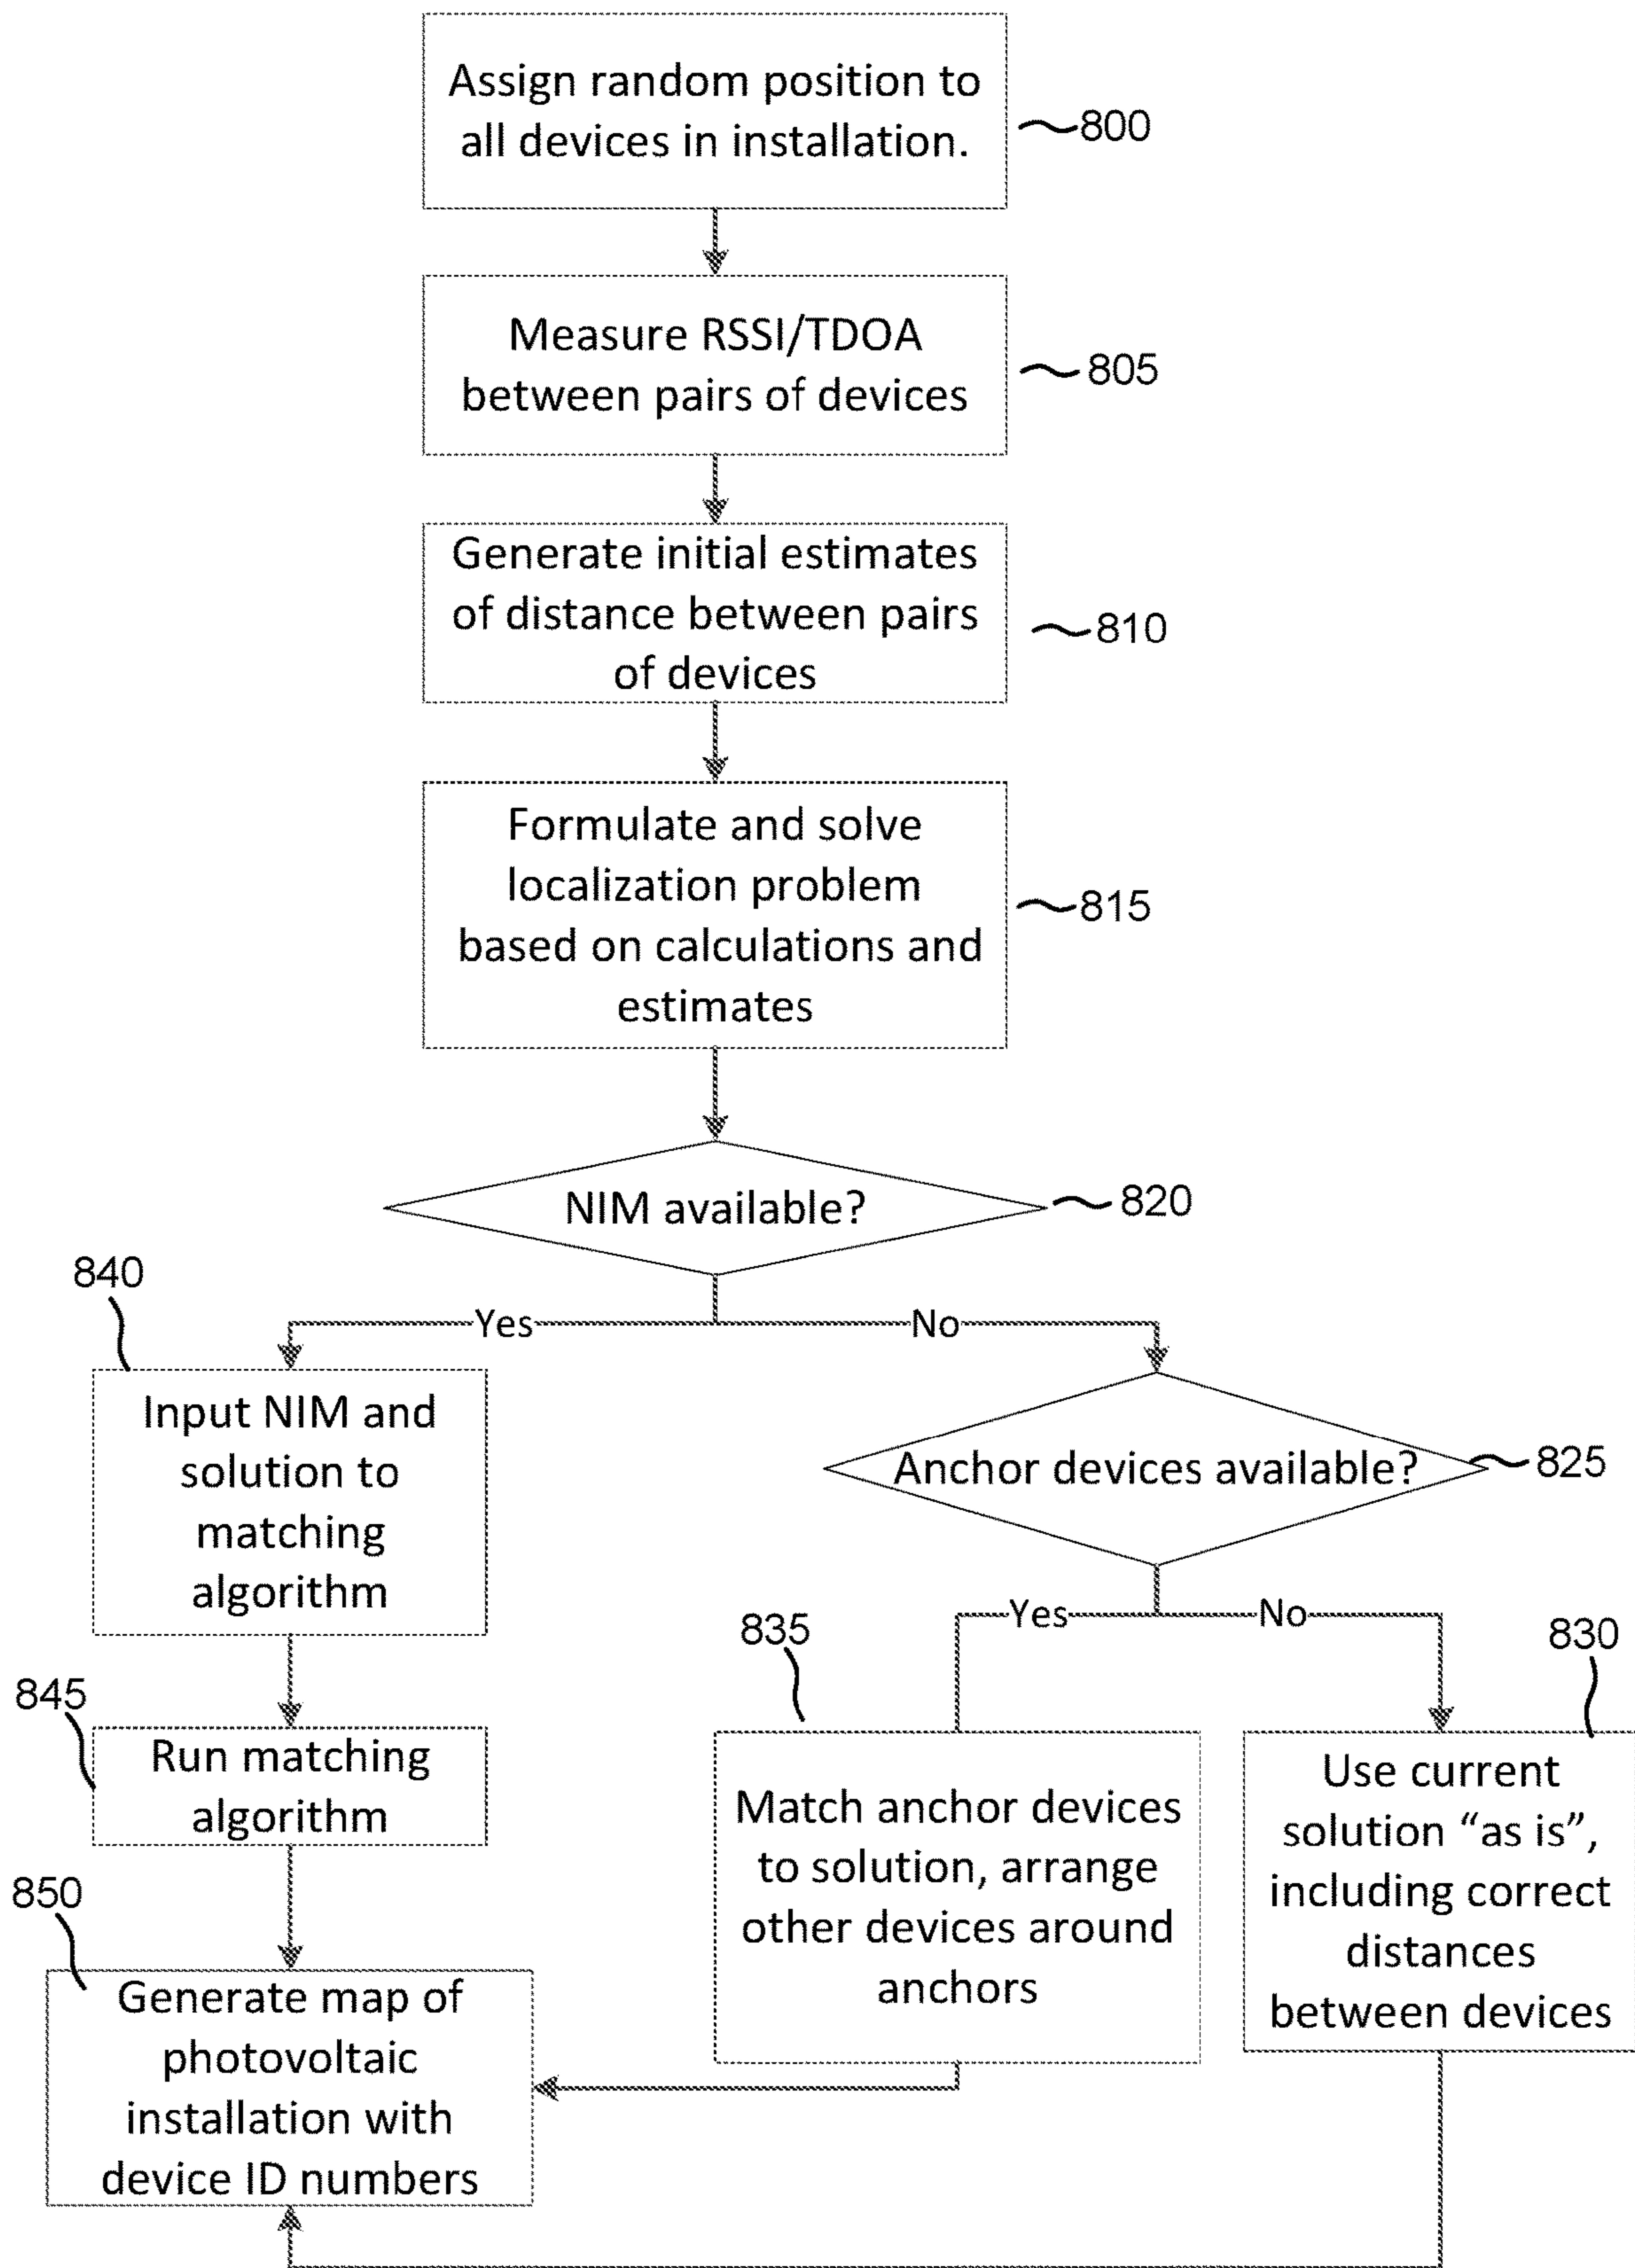 Assign random position to
all devices in installation.
800
Measure RSSI/TDOA
between pairs of devices
805
Generate initial estimates
of distance between pairs
of devices
810
Formulate and solve
localization problem
based on calculations and
estimates
815
NIM available?
820
Yes
No
840
Input NIM and
solution to
matching
algorithm
Anchor devices available?
825
Yes
No
845
Run matching
algorithm
835
Match anchor devices
to solution, arrange
other devices around
anchors
830
Use current
solution “as is”,
including correct
distances
between devices
850
Generate map of
photovoltaic
installation with
device ID numbers